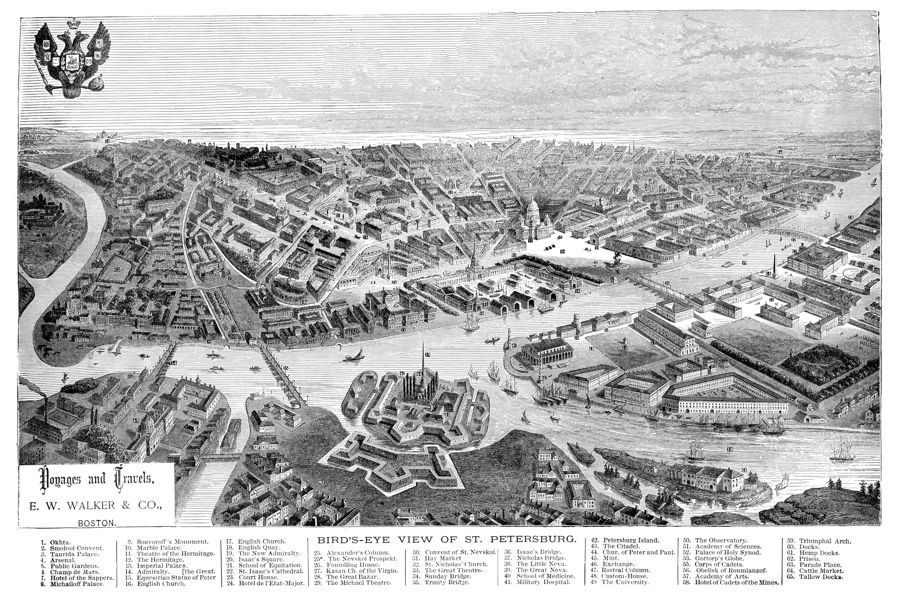 Voyages and Travels.
E. W. WALKER & CO.,
BOSTON.
BIRD'S-EYE VIEW OF ST. PETERSBURG.
1. Okhta.
2. Smolnoi Convent.
3. Taurida Palace.
4. Arsenal.
5. Public Gardens.
6. Champ de Mars.
7. Hotel of the Sappers.
8. Michailoff Palace.
9. Souvoroff's Monument.
10. Marble Palace.
11. Theatre of the Hermitage.
12. The Hermitage.
13. Imperial Palace.
14. Admiralty. [the Great.
15. Equestrian Statue of Peter
16. English Church.
17. English Church.
18. English Quay.
19. The New Admiralty.
20. Isaac's Square.
21. School of Equitation.
22. St. Isaac's Cathedral.
23. Court House.
24. Hotel de l'Etat-Major.
25. Alexander's Column.
25*. The Nevskoi Prospekt.
26. Foundling House.
27. Kasan Ch. of the Virgin.
28. The Great Bazar.
29. The Michael Theatre.
30. Convent of St. Nevskoi.
31. Hay Market
32. St. Nicholas' Church.
33. The Great Theatre.
34. Sunday Bridge.
35. Trinity Bridge.
36. Isaac's Bridge.
37. Nicholas Bridge.
38. The Little Neva.
39. The Great Neva.
40. School of Medicine.
41. Military Hospital.
42. Petersburg Island.
43. The Citadel.
44. Chur. of Peter and Paul.
45. Mint.
46. Exchange.
47. Rostral Column.
48. Custom-House.
49. The University.
50. The Observatory.
51. Academy of Sciences.
52. Palace of Holy Synod.
53. Gottorp's Globe.
55. Corps of Cadets.
56. Obelisk of Roumianzof.
57. Academy of Arts.
58. Hotel of Cadets of the Mines.
59. Triumphal Arch.
60. Docks.
61. Hemp Docks.
62. Prison.
63. Parade Place.
64. Cattle Market.
65. Tallow Docks.